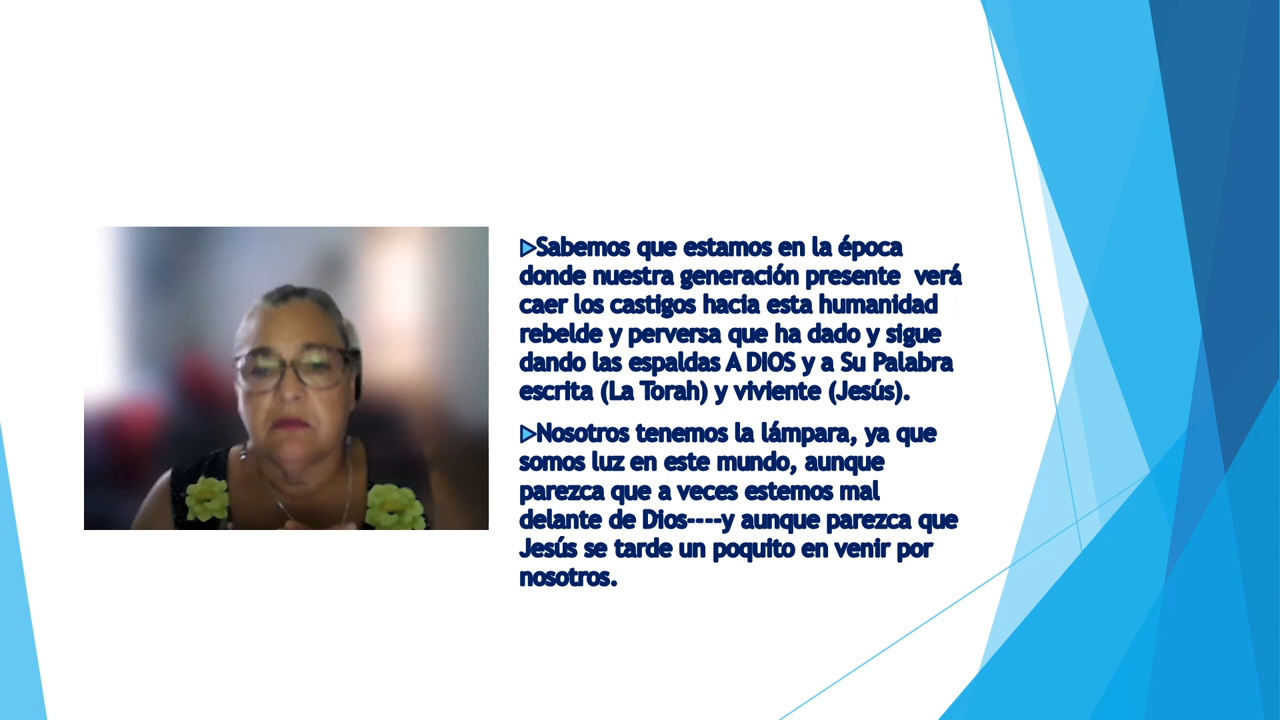 Sabemos que estamos en la época
donde nuestra generación presente verá
caer los castigos hacia esta humanidad
rebelde y perversa que ha dado y sigue
dando las espaldas A DIOS y a Su Palabra
escrita (La Torah) y viviente (Jesús).
Nosotros tenemos la lámpara, ya que
somos luz en este mundo, aunque
parezca que a veces estemos mal
delante de Dios----y aunque parezca que
Jesús se tarde un poquito en venir por
nosotros.